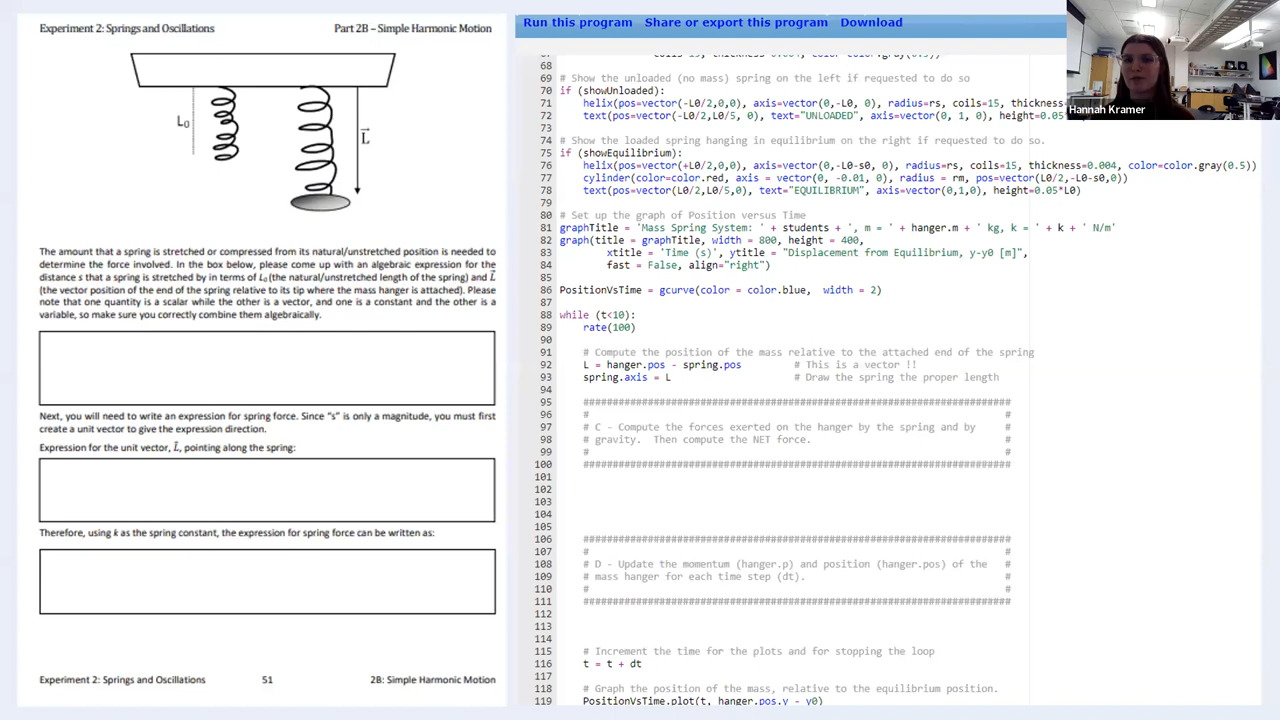 Experiment 2: Springs and Oscillations
Part 2B – Simple Harmonic Motion
L₀
L⃗
The amount that a spring is stretched or compressed from its natural/unstretched position is needed to
determine the force involved. In the box below, please come up with an algebraic expression for the
distance s that a spring is stretched by in terms of L₀ (the natural/unstretched length of the spring) and L⃗
(the vector position of the end of the spring relative to its tip where the mass hanger is attached). Please
note that one quantity is a scalar while the other is a vector, and one is a constant and the other is a
variable, so make sure you correctly combine them algebraically.
Next, you will need to write an expression for spring force. Since "s" is only a magnitude, you must first
create a unit vector to give the expression direction.
Expression for the unit vector, L̂, pointing along the spring:
Therefore, using k as the spring constant, the expression for spring force can be written as:
Experiment 2: Springs and Oscillations
51
2B: Simple Harmonic Motion
Run this program Share or export this program Download
68
69 # Show the unloaded (no mass) spring on the left if requested to do so
70 if (showUnloaded):
71 helix(pos=vector(-L0/2,0,0), axis=vector(0,-L0, 0), radius=rs, coils=15, thickness
72 text(pos=vector(-L0/2,L0/5, 0), text="UNLOADED", axis=vector(0, 1, 0), height=0.05
73
74 # Show the loaded spring hanging in equilibrium on the right if requested to do so.
75 if (showEquilibrium):
76 helix(pos=vector(+L0/2,0,0), axis=vector(0,-L0-s0, 0), radius=rs, coils=15, thickness=0.004, color=color.gray(0.5))
77 cylinder(color=color.red, axis = vector(0, -0.01, 0), radius = rm, pos=vector(L0/2,-L0-s0,0))
78 text(pos=vector(L0/2,L0/5,0), text="EQUILIBRIUM", axis=vector(0,1,0), height=0.05*L0)
79
80 # Set up the graph of Position versus Time
81 graphTitle = 'Mass Spring System: ' + students + ', m = ' + hanger.m + ' kg, k = ' + k + ' N/m'
82 graph(title = graphTitle, width = 800, height = 400,
83 xtitle = 'Time (s)', ytitle = "Displacement from Equilibrium, y-y0 [m]",
84 fast = False, align="right")
85
86 PositionVsTime = gcurve(color = color.blue, width = 2)
87
88 while (t<10):
89 rate(100)
90
91 # Compute the position of the mass relative to the attached end of the spring
92 L = hanger.pos - spring.pos # This is a vector !!
93 spring.axis = L # Draw the spring the proper length
94
95 #########################################################################
96 # #
97 # C - Compute the forces exerted on the hanger by the spring and by #
98 # gravity. Then compute the NET force. #
99 # #
100 #########################################################################
101
102
103
104
105
106 #########################################################################
107 # #
108 # D - Update the momentum (hanger.p) and position (hanger.pos) of the #
109 # mass hanger for each time step (dt). #
110 # #
111 #########################################################################
112
113
114
115 # Increment the time for the plots and for stopping the loop
116 t = t + dt
117
118 # Graph the position of the mass, relative to the equilibrium position.
119 PositionVsTime.plot(t, hanger.pos.y - y0)
Hannah Kramer